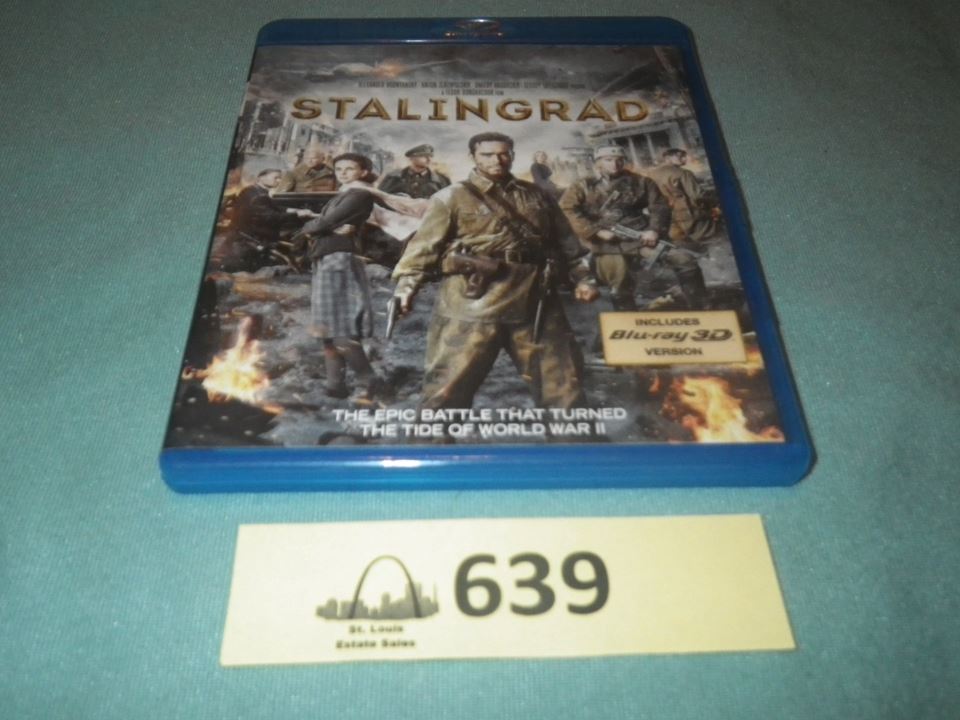 STALINGRAD
INCLUDES
Blu-ray 3D
VERSION
THE EPIC BATTLE THAT TURNED
THE TIDE OF WORLD WAR II
639
St. Louis
Estate Sales